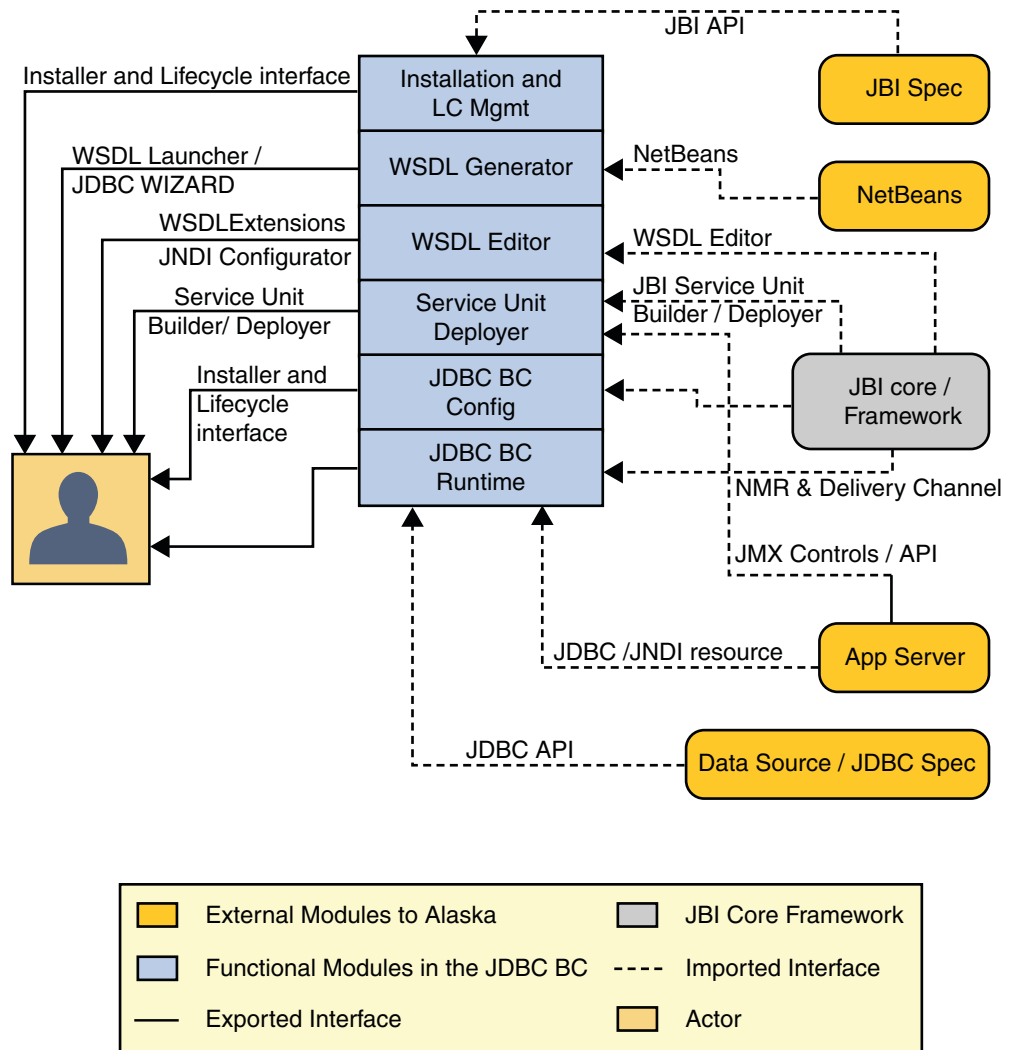 JBI API
Installer and Lifecycle interface
Installation and
LC Mgmt
JBI Spec
WSDL Launcher /
JDBC WIZARD
WSDL Generator
NetBeans
NetBeans
WSDLExtensions
JNDI Configurator
WSDL Editor
WSDL Editor
Service Unit
Builder/ Deployer
Service Unit
Deployer
JBI Service Unit
Builder / Deployer
Installer and
Lifecycle
interface
JDBC BC
Config
JBI core /
Framework
JDBC BC
Runtime
NMR & Delivery Channel
JMX Controls / API
JDBC /JNDI resource
App Server
JDBC API
Data Source / JDBC Spec
External Modules to Alaska
JBI Core Framework
Functional Modules in the JDBC BC
Imported Interface
Exported Interface
Actor